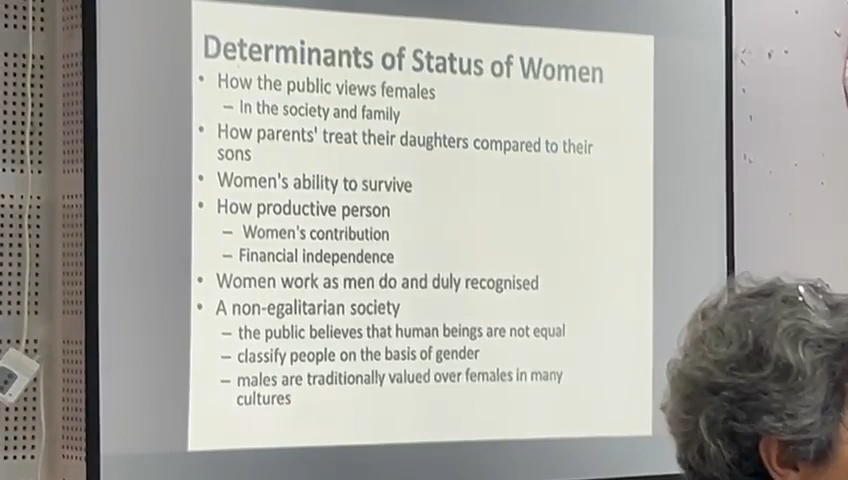 Determinants of Status of Women
• How the public views females
– In the society and family
• How parents' treat their daughters compared to their
sons
• Women's ability to survive
• How productive person
– Women's contribution
– Financial independence
• Women work as men do and duly recognised
• A non-egalitarian society
– the public believes that human beings are not equal
– classify people on the basis of gender
– males are traditionally valued over females in many
cultures